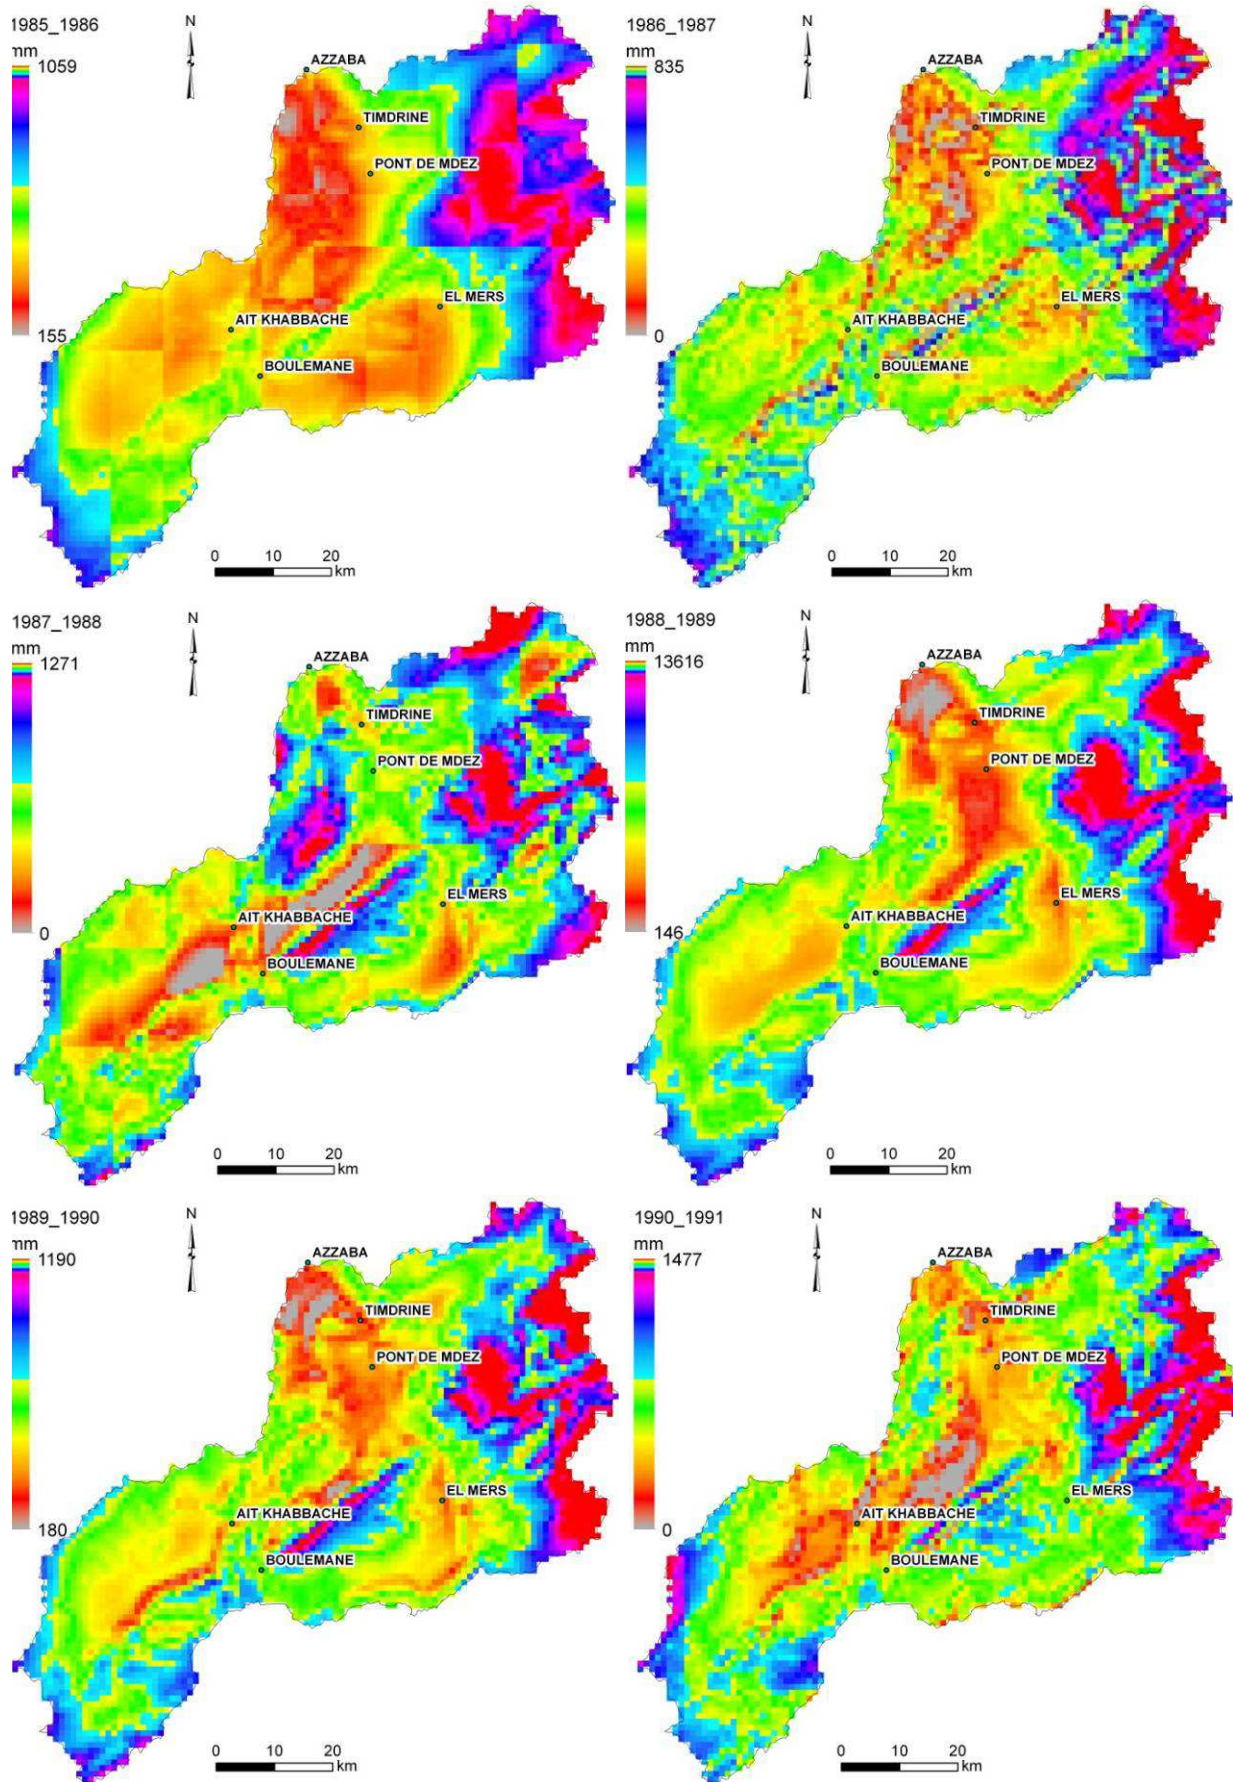 1985_1986
mm
1059
155
N
AZZABA
TIMDRINE
PONT DE MDEZ
EL MERS
AIT KHABBACHE
BOULEMANE
0 10 20
km
1986_1987
mm
835
0
N
AZZABA
TIMDRINE
PONT DE MDEZ
EL MERS
AIT KHABBACHE
BOULEMANE
0 10 20
km
1987_1988
mm
1271
0
N
AZZABA
TIMDRINE
PONT DE MDEZ
EL MERS
AIT KHABBACHE
BOULEMANE
0 10 20
km
1988_1989
mm
13616
146
N
AZZABA
TIMDRINE
PONT DE MDEZ
EL MERS
AIT KHABBACHE
BOULEMANE
0 10 20
km
1989_1990
mm
1190
180
N
AZZABA
TIMDRINE
PONT DE MDEZ
EL MERS
AIT KHABBACHE
BOULEMANE
0 10 20
km
1990_1991
mm
1477
0
N
AZZABA
TIMDRINE
PONT DE MDEZ
EL MERS
AIT KHABBACHE
BOULEMANE
0 10 20
km